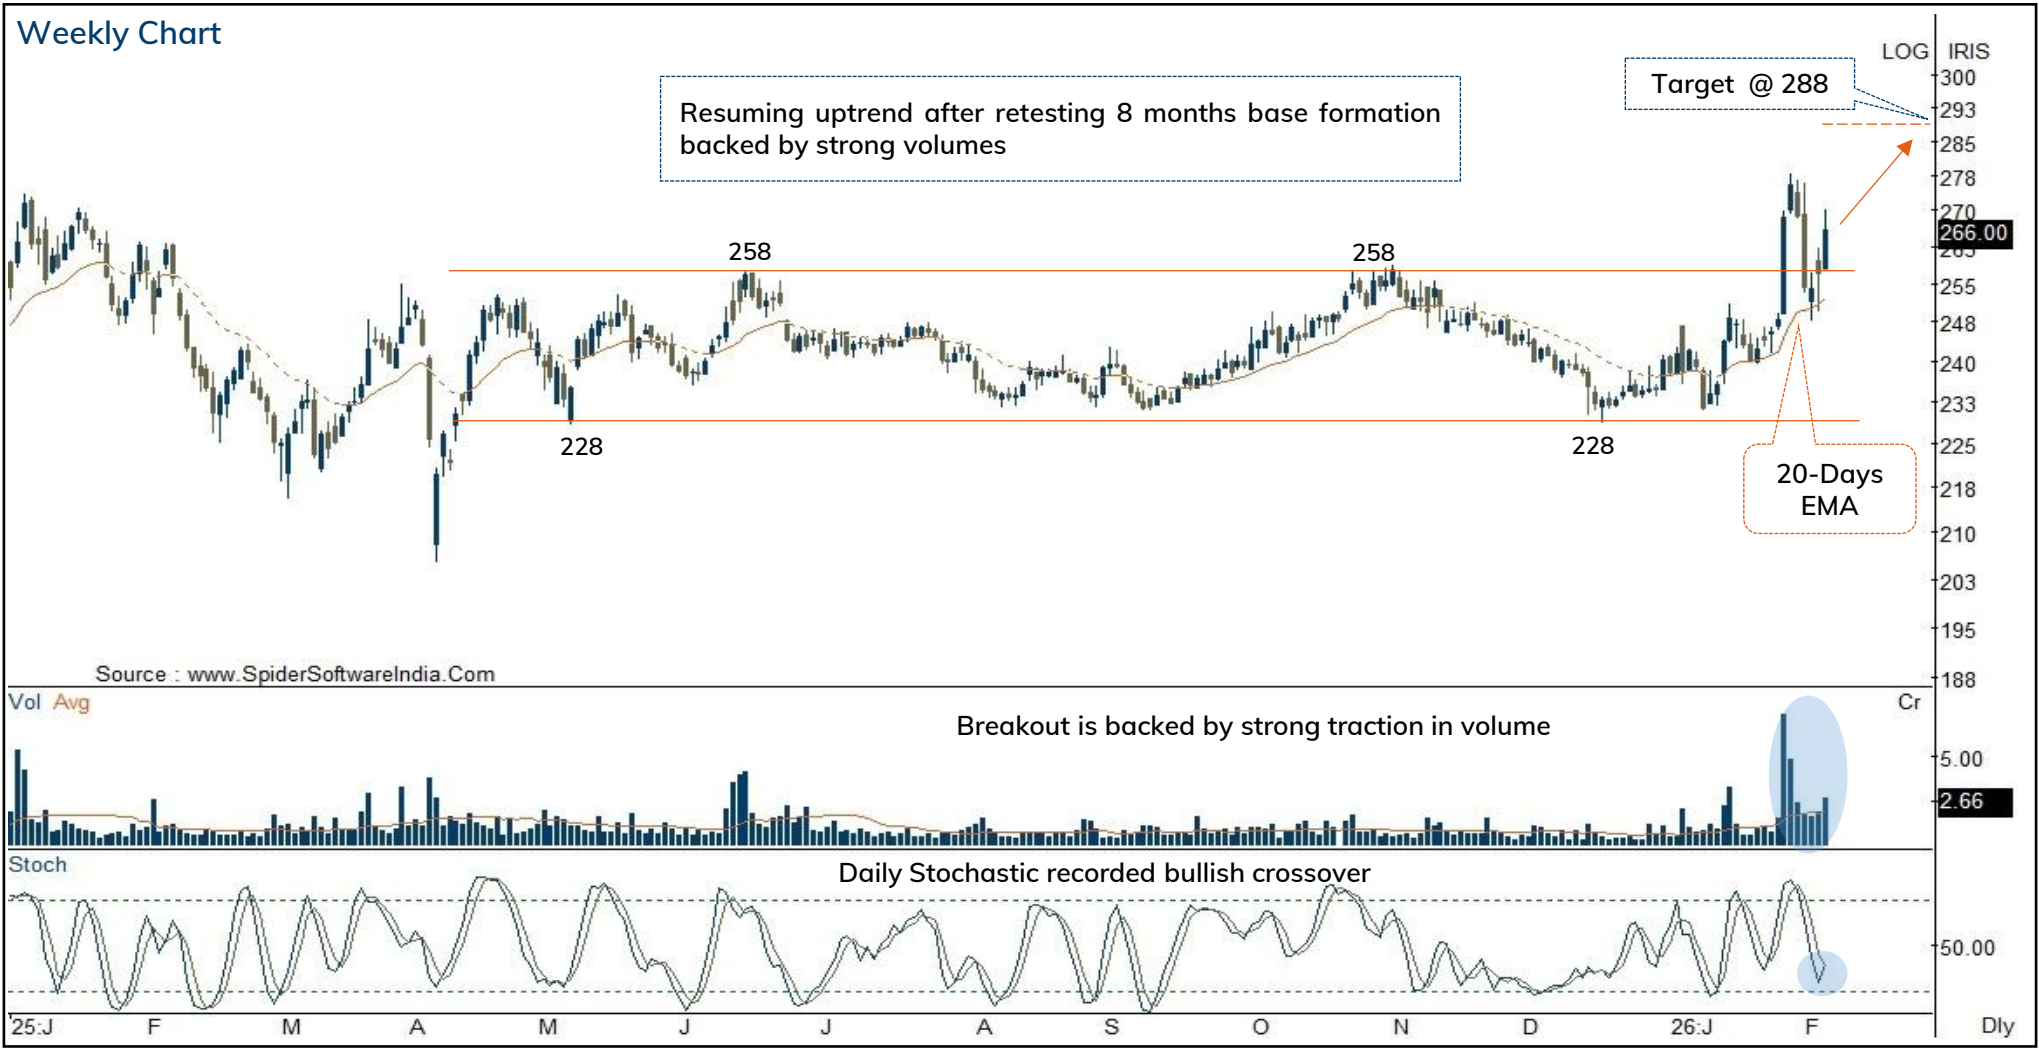 Weekly Chart
LOG IRIS
Target @ 288
Resuming uptrend after retesting 8 months base formation
backed by strong volumes
300
293
285
278
270
266.00
263
255
248
240
233
225
218
210
203
195
188
258
258
228
228
20-Days
EMA
Source : www.SpiderSoftwareIndia.Com
Vol Avg
Cr
Breakout is backed by strong traction in volume
5.00
2.66
Stoch
Daily Stochastic recorded bullish crossover
50.00
'25:J F M A M J J A S O N D 26:J F Dly